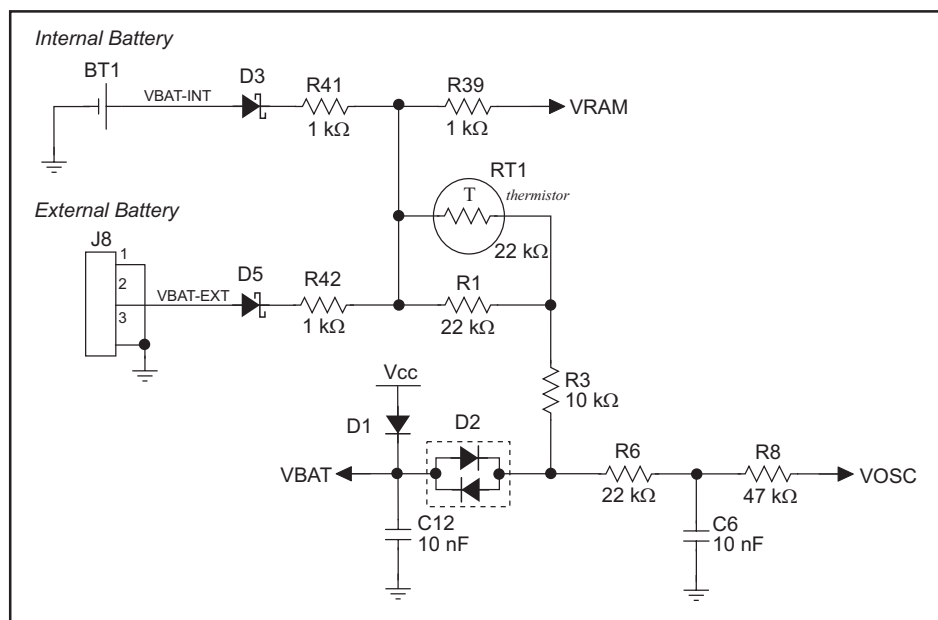 Internal Battery
BT1
VBAT-INT
D3
R41
1 kΩ
R39
1 kΩ
VRAM
RT1
T
thermistor
22 kΩ
External Battery
J8
1
2
3
VBAT-EXT
D5
R42
1 kΩ
R1
22 kΩ
R3
10 kΩ
Vcc
D1
D2
VBAT
C12
10 nF
R6
22 kΩ
R8
47 kΩ
VOSC
C6
10 nF